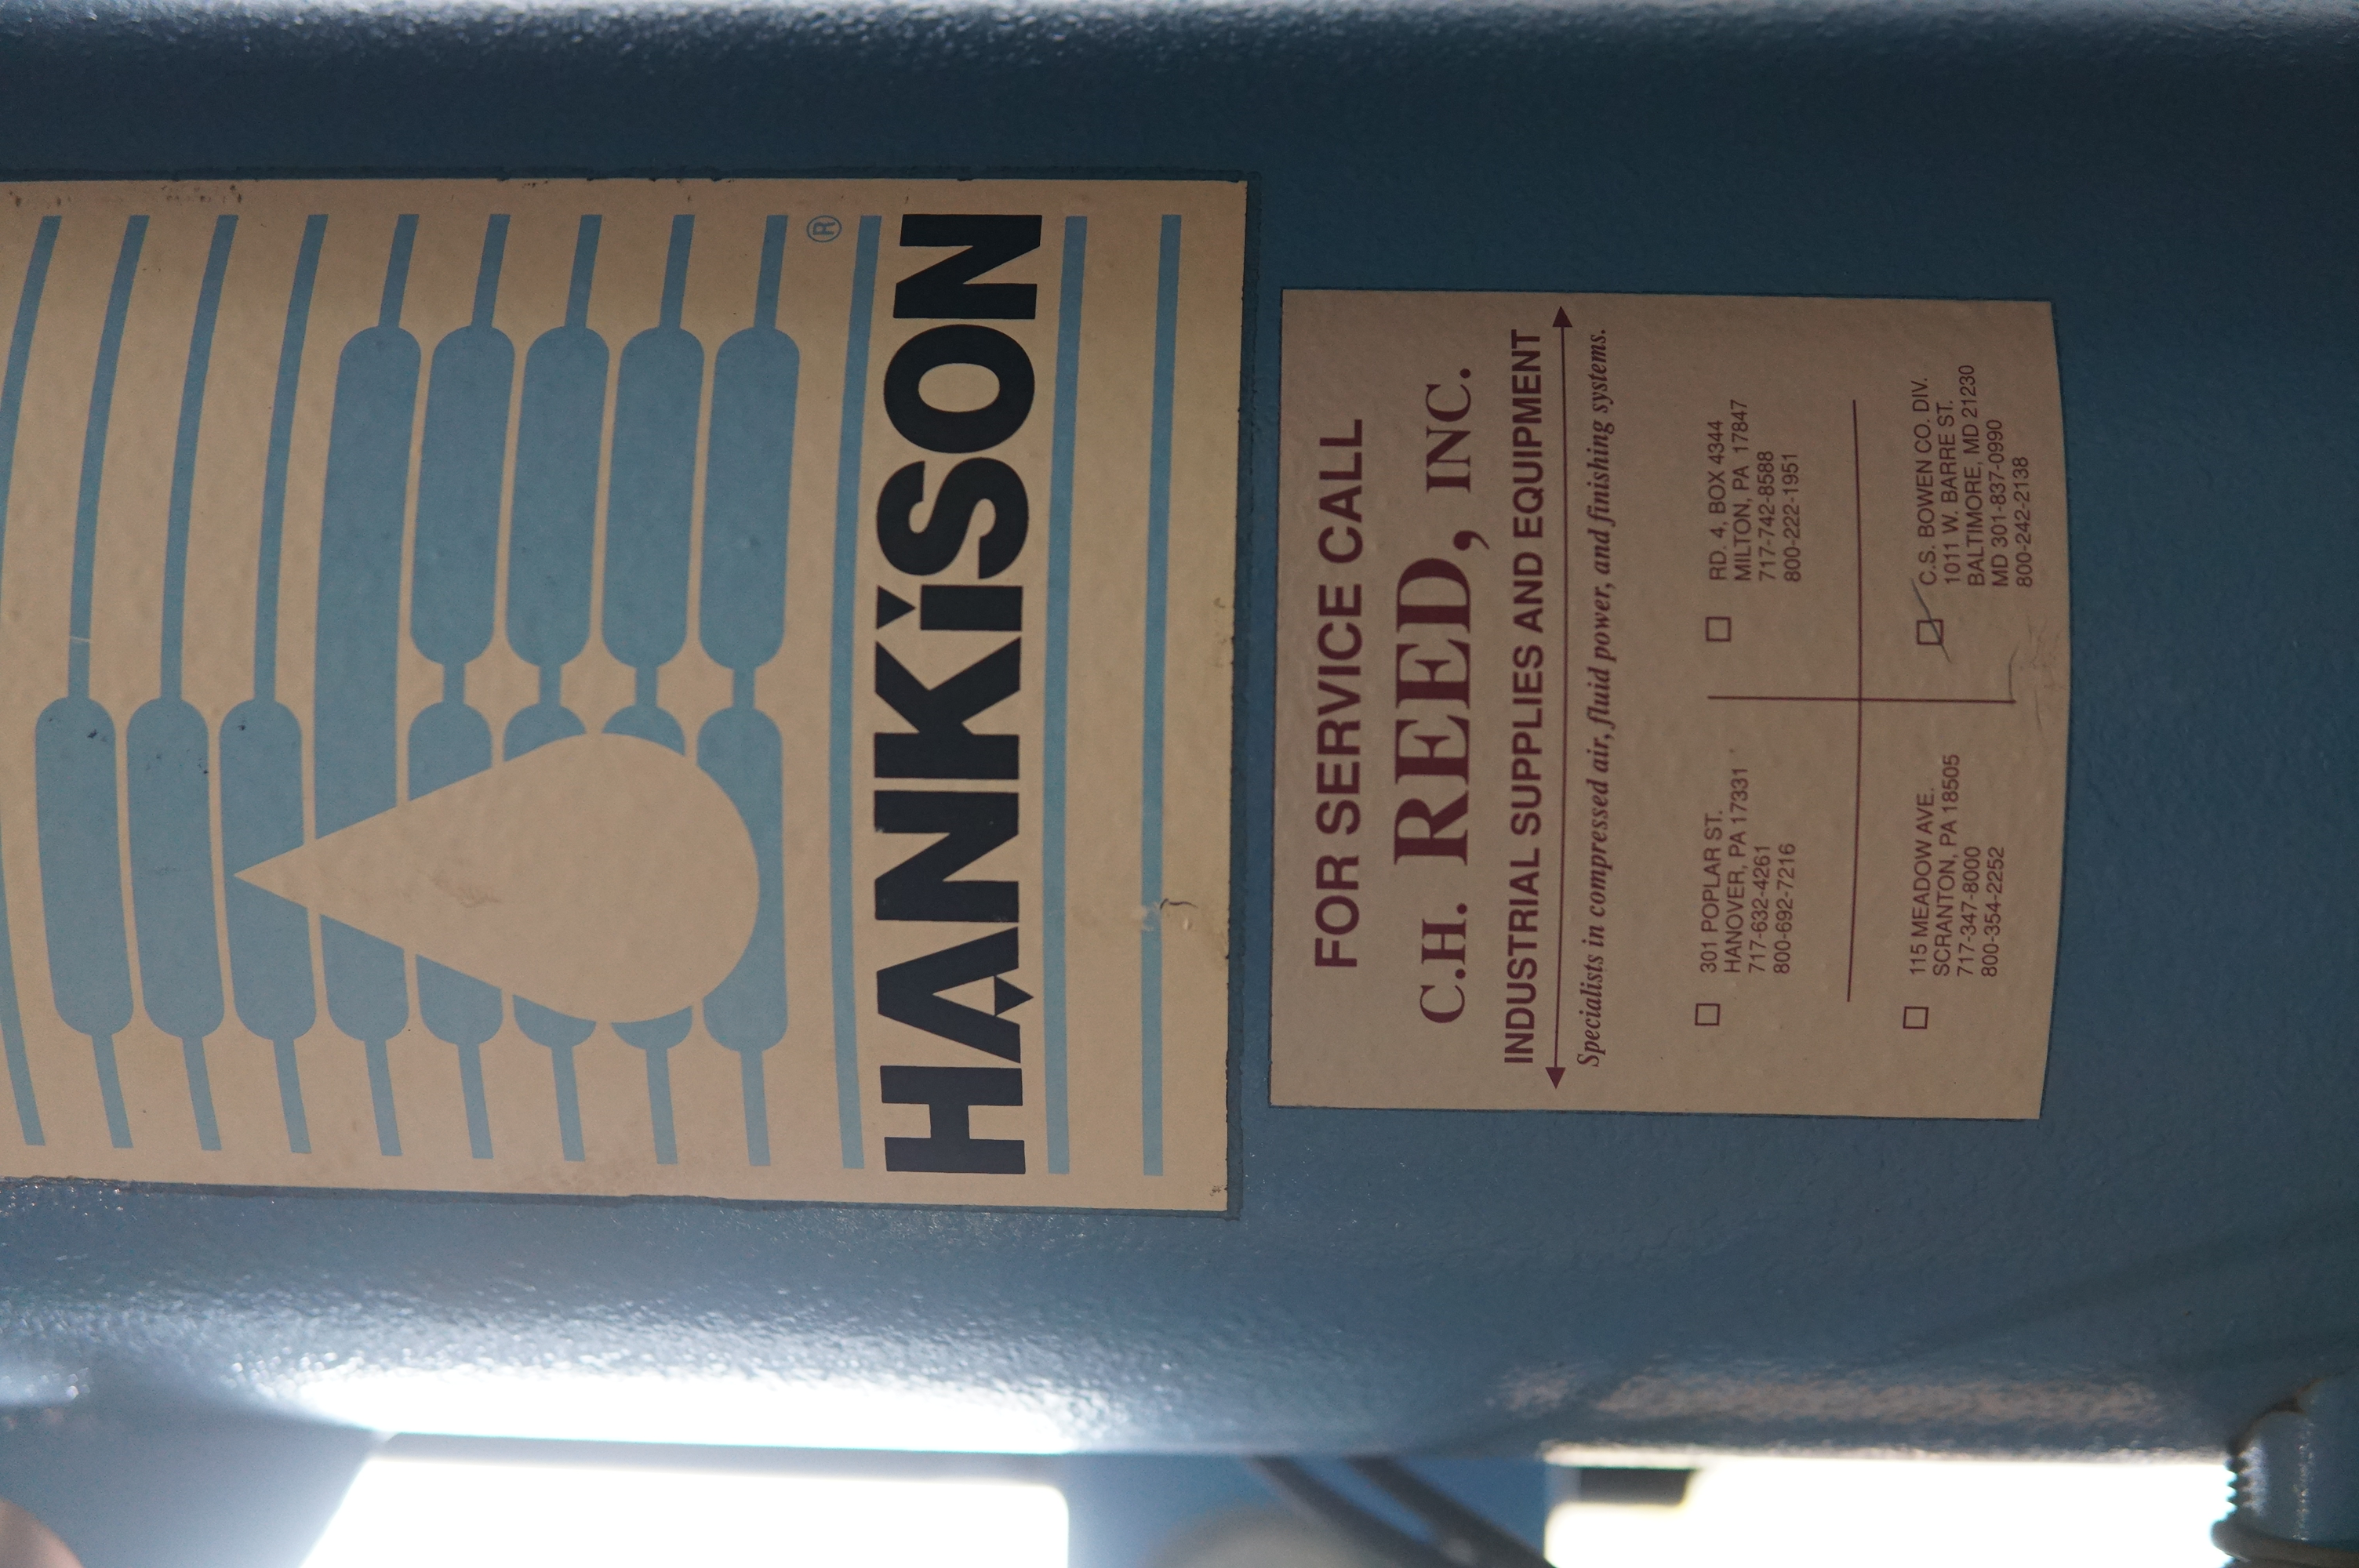 HANKiSON
®
FOR SERVICE CALL
C.H. REED, INC.
INDUSTRIAL SUPPLIES AND EQUIPMENT
Specialists in compressed air, fluid power, and finishing systems.
301 POPLAR ST.
HANOVER, PA 17331
717-632-4261
800-692-7216
RD. 4, BOX 4344
MILTON, PA 17847
717-742-8588
800-222-1951
115 MEADOW AVE.
SCRANTON, PA 18505
717-347-8000
800-354-2252
C.S. BOWEN CO. DIV.
1011 W. BARRE ST.
BALTIMORE, MD 21230
MD 301-837-0990
800-242-2138